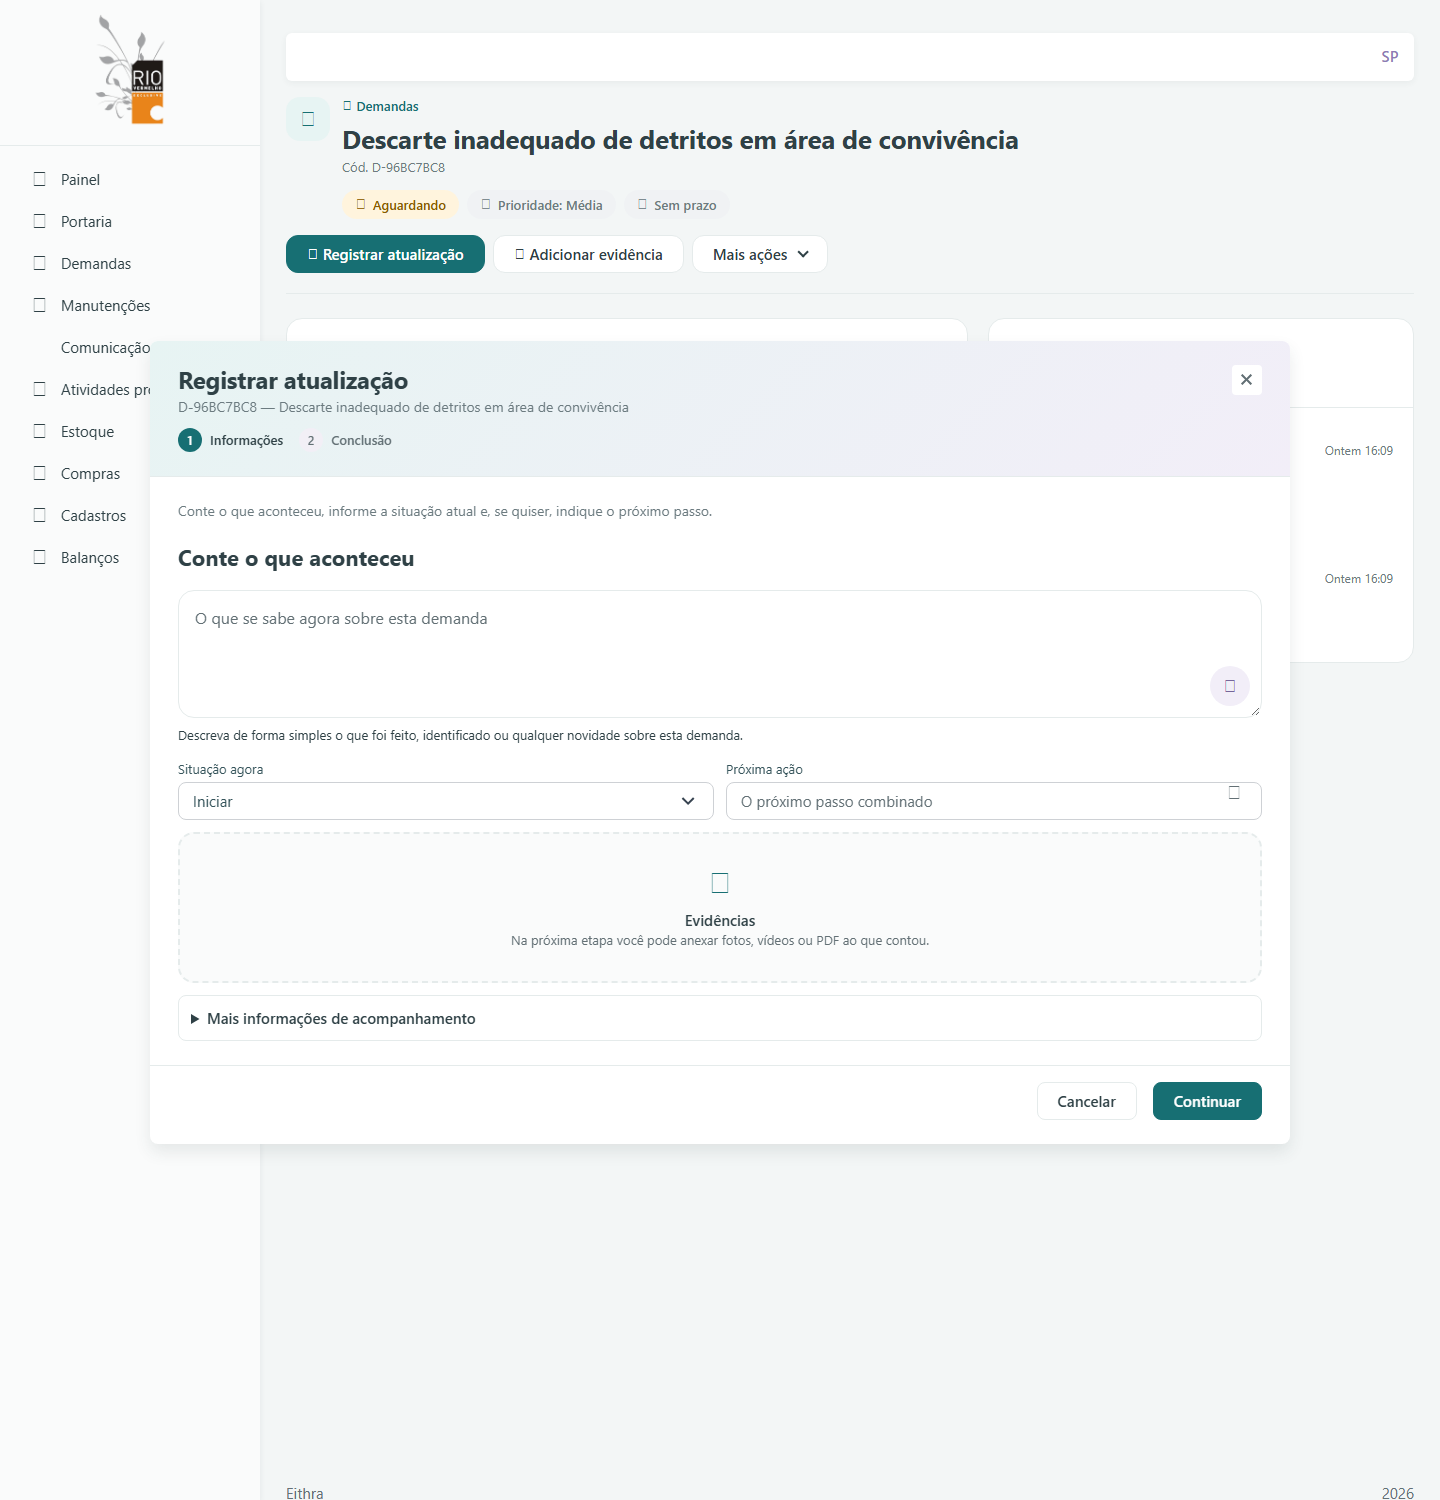 RIO
VERMELHO
SP
Demandas
Descarte inadequado de detritos em área de convivência
Cód. D-96BC7BC8
Aguardando
Prioridade: Média
Sem prazo
Registrar atualização
Adicionar evidência
Mais ações
Painel
Portaria
Demandas
Manutenções
Comunicação
Atividades pr
Estoque
Compras
Cadastros
Balanços
Ontem 16:09
Ontem 16:09
Registrar atualização
D-96BC7BC8 — Descarte inadequado de detritos em área de convivência
1 Informações 2 Conclusão
Conte o que aconteceu, informe a situação atual e, se quiser, indique o próximo passo.
Conte o que aconteceu
O que se sabe agora sobre esta demanda
Descreva de forma simples o que foi feito, identificado ou qualquer novidade sobre esta demanda.
Situação agora
Iniciar
Próxima ação
O próximo passo combinado
Evidências
Na próxima etapa você pode anexar fotos, vídeos ou PDF ao que contou.
Mais informações de acompanhamento
Cancelar
Continuar
Eithra
2026